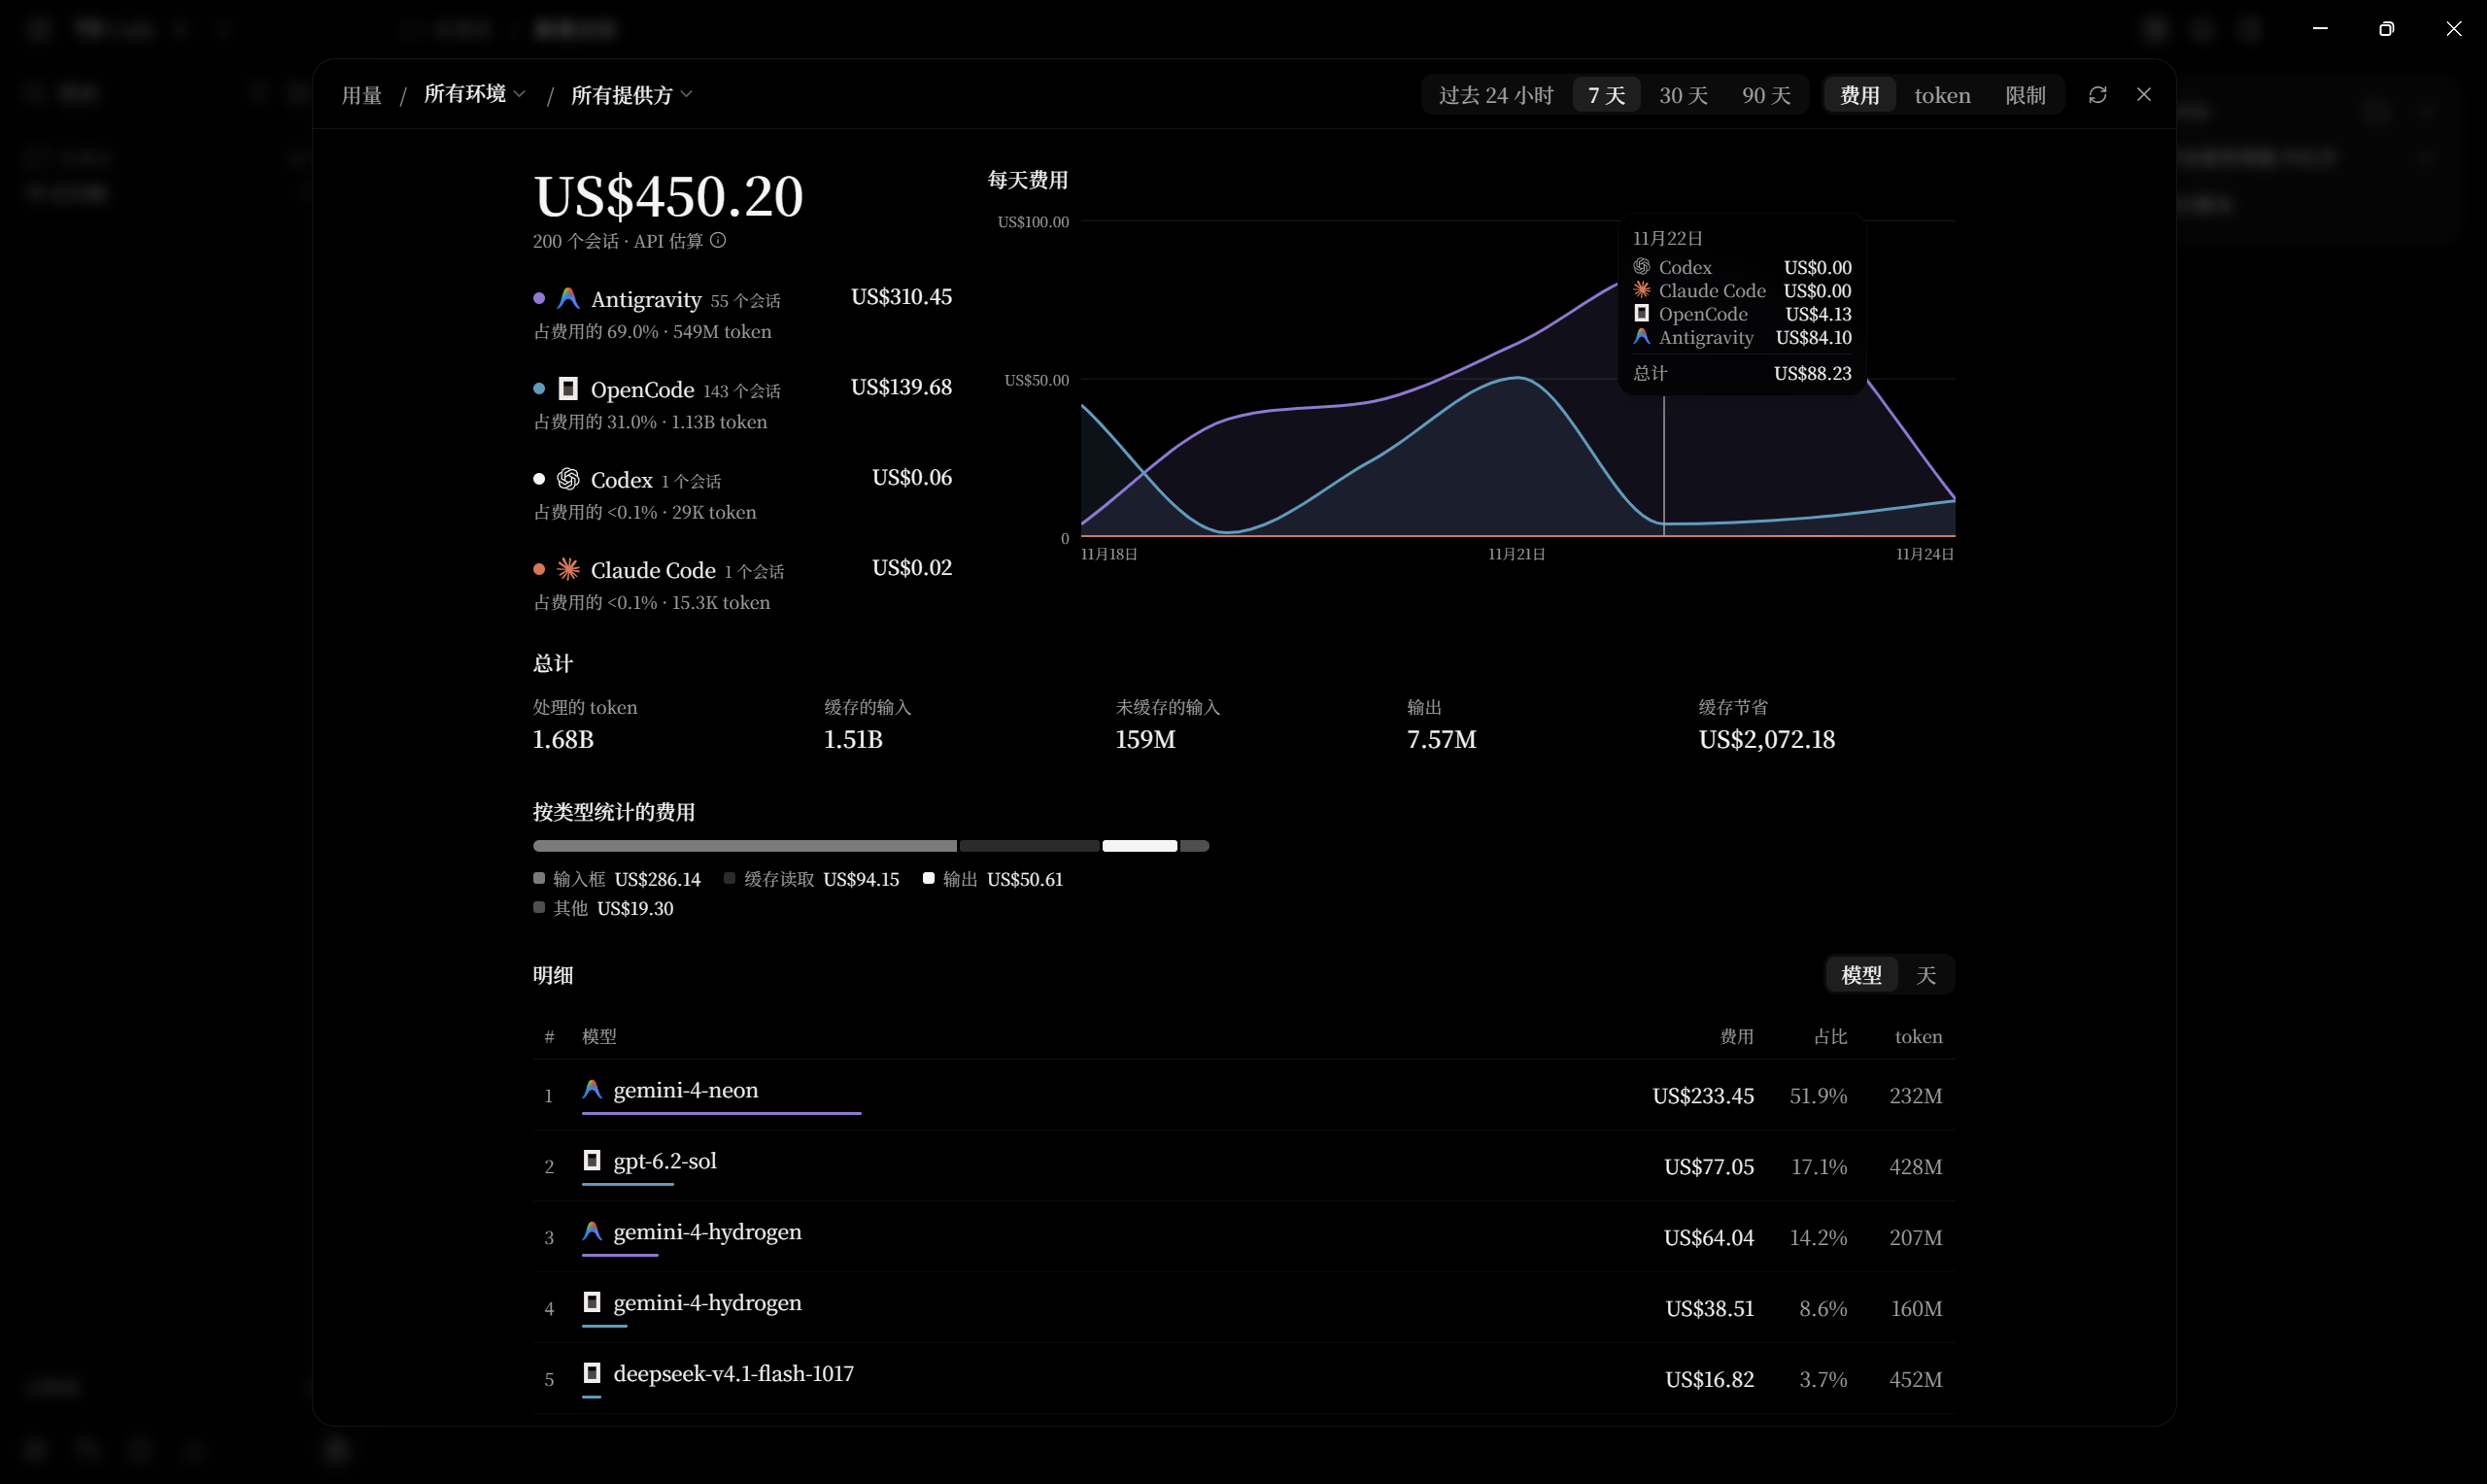 用量 / 所有环境 / 所有提供方
过去 24 小时 7 天 30 天 90 天 费用 token 限制
US$450.20
200 个会话 · API 估算
Antigravity 55 个会话 US$310.45
占费用的 69.0% · 549M token
OpenCode 143 个会话 US$139.68
占费用的 31.0% · 1.13B token
Codex 1 个会话 US$0.06
占费用的 <0.1% · 29K token
Claude Code 1 个会话 US$0.02
占费用的 <0.1% · 15.3K token
每天费用
US$100.00
US$50.00
0
11月18日 11月21日 11月24日
11月22日
Codex US$0.00
Claude Code US$0.00
OpenCode US$4.13
Antigravity US$84.10
总计 US$88.23
总计
处理的 token 缓存的输入 未缓存的输入 输出 缓存节省
1.68B 1.51B 159M 7.57M US$2,072.18
按类型统计的费用
输入框 US$286.14 缓存读取 US$94.15 输出 US$50.61
其他 US$19.30
明细 模型 天
# 模型 费用 占比 token
1 gemini-4-neon US$233.45 51.9% 232M
2 gpt-6.2-sol US$77.05 17.1% 428M
3 gemini-4-hydrogen US$64.04 14.2% 207M
4 gemini-4-hydrogen US$38.51 8.6% 160M
5 deepseek-v4.1-flash-1017 US$16.82 3.7% 452M